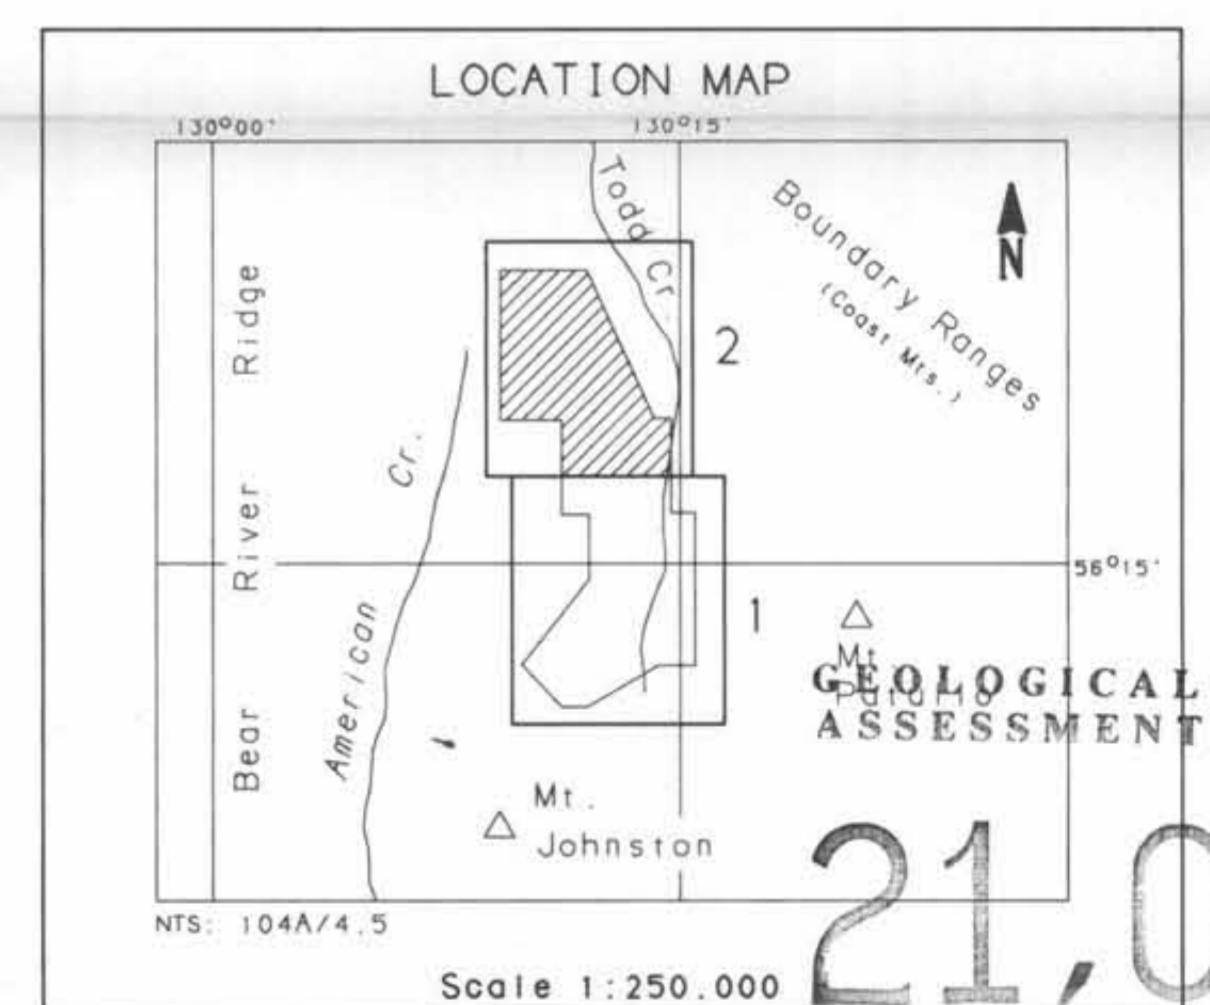 LOCATION MAP
130°00' 130°15'
Todd Cr.
Boundary Ranges
(Coast Mts.)
N
2
Bear River Ridge
American Cr.
56°15'
1
Mt.
GEOLOGICAL
ASSESSMENT
Mt.
Johnston
NTS: 104A/4.5
21,0
Scale 1:250.000